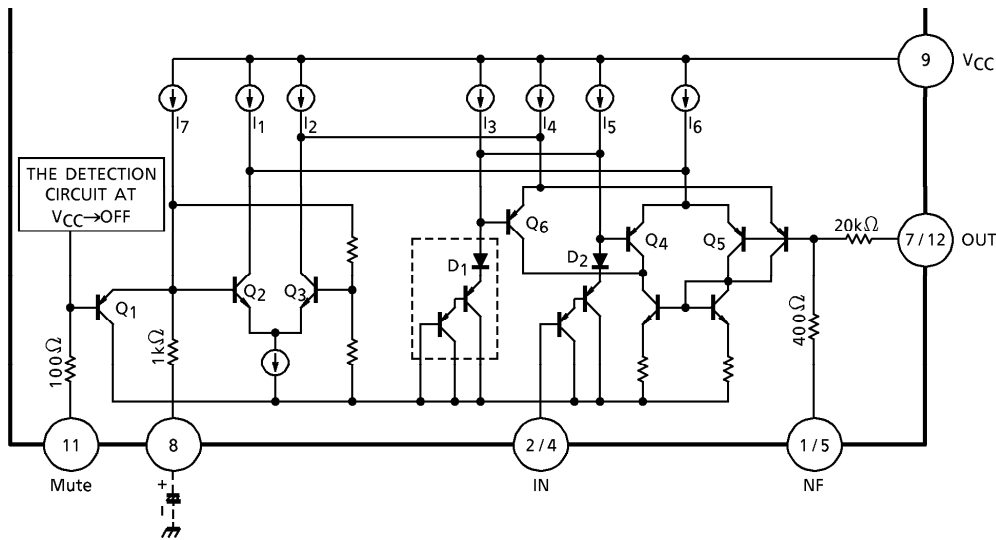 9 VCC
I7 I1 I2 I3 I4 I5 I6
THE DETECTION
CIRCUIT AT
VCC→OFF
Q6 Q4 Q5 20kΩ 7/12 OUT
D1 D2
Q1 Q2 Q3
100Ω 1kΩ 400Ω
11 8 2/4 1/5
Mute IN NF
+